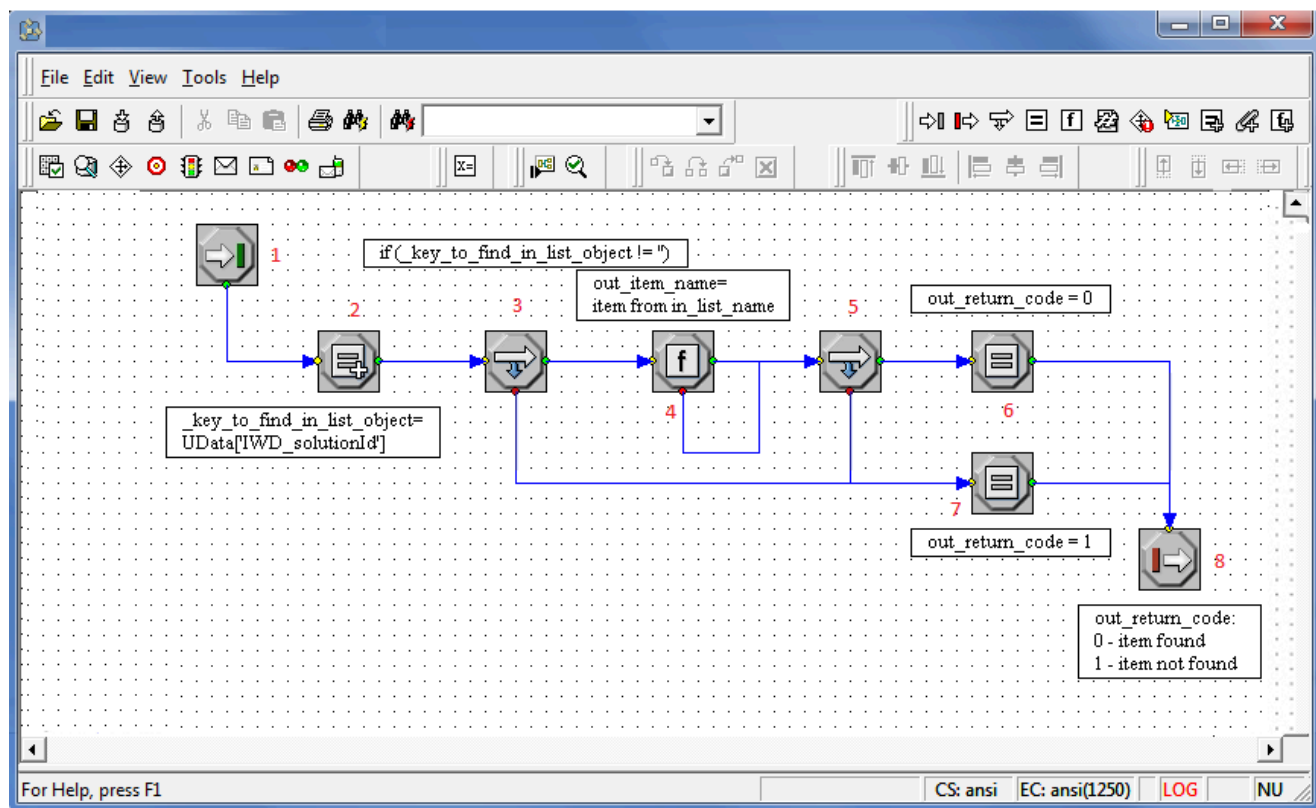 File Edit View Tools Help
1
if (_key_to_find_in_list_object != '')
out_item_name=
item from in_list_name
out_return_code = 0
2
3
5
4
6
_key_to_find_in_list_object=
UData['IWD_solutionId']
7
out_return_code = 1
8
out_return_code:
0 - item found
1 - item not found
For Help, press F1
CS: ansi
EC: ansi(1250)
LOG
NU